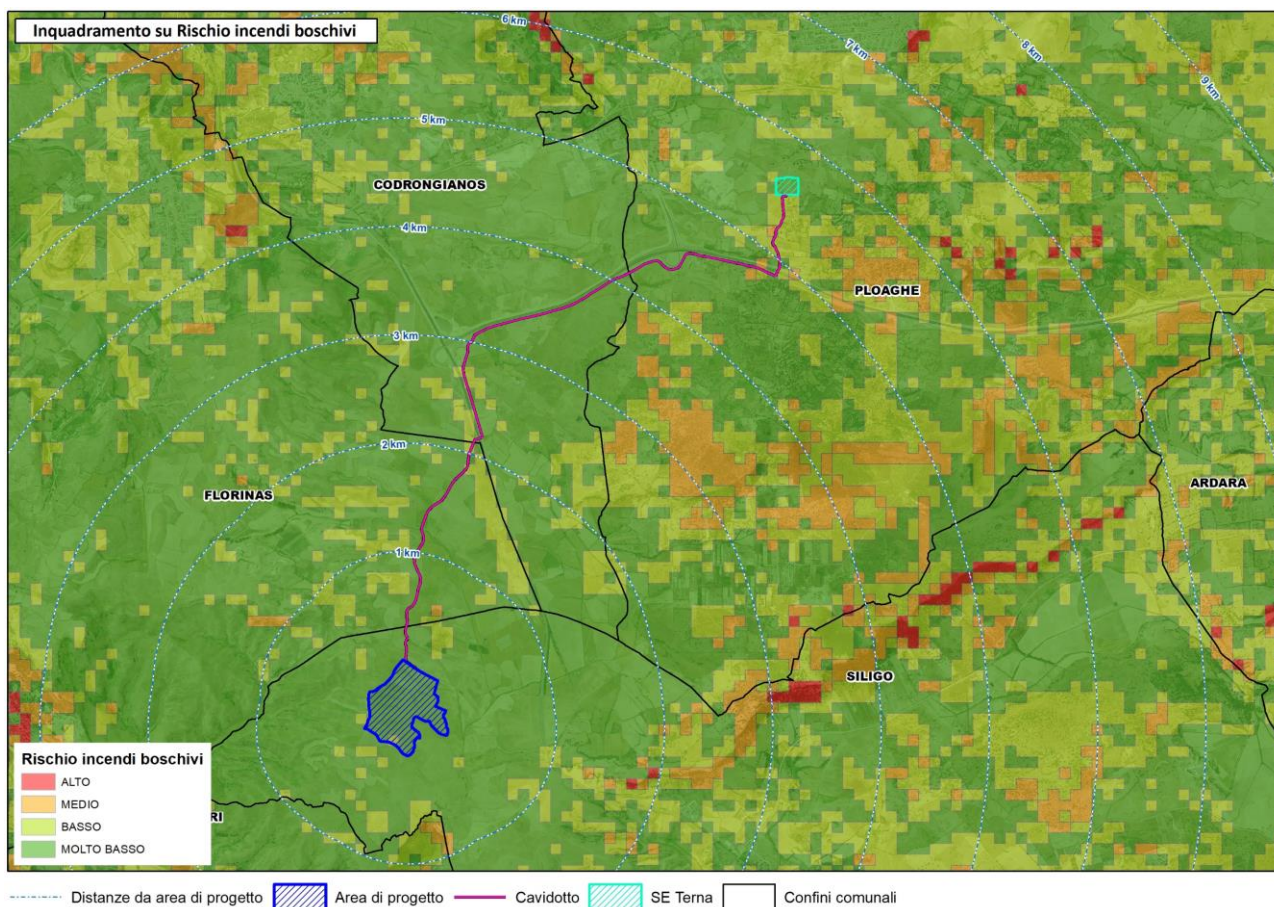 Inquadramento su Rischio incendi boschivi
6 km
7 km
8 km
9 km
5 km
CODRONGIANOS
4 km
PLOAGHE
3 km
2 km
ARDARA
FLORINAS
1 km
SILIGO
Rischio incendi boschivi
ALTO
MEDIO
BASSO
MOLTO BASSO
RI
Distanze da area di progetto
Area di progetto
Cavidotto
SE Terna
Confini comunali